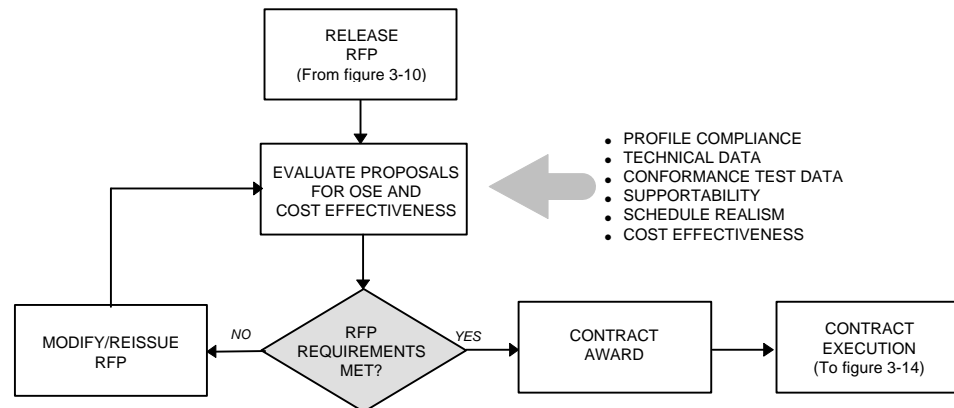 RELEASE
RFP
(From figure 3-10)
EVALUATE PROPOSALS
FOR OSE AND
COST EFFECTIVENESS
• PROFILE COMPLIANCE
• TECHNICAL DATA
• CONFORMANCE TEST DATA
• SUPPORTABILITY
• SCHEDULE REALISM
• COST EFFECTIVENESS
MODIFY/REISSUE
RFP
NO
RFP
REQUIREMENTS
MET?
YES
CONTRACT
AWARD
CONTRACT
EXECUTION
(To figure 3-14)